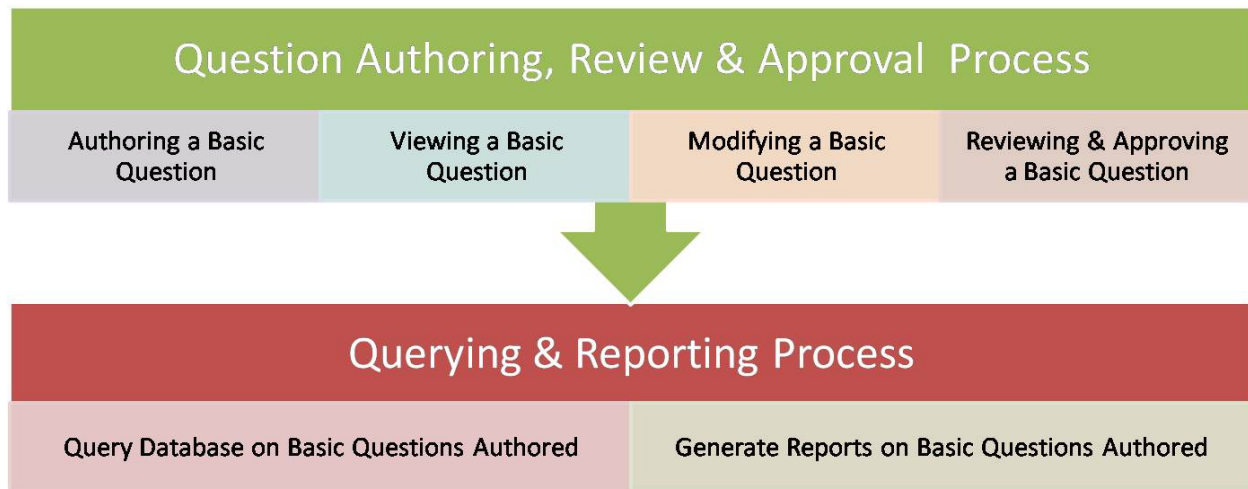 Question Authoring, Review & Approval Process
Authoring a Basic
Question
Viewing a Basic
Question
Modifying a Basic
Question
Reviewing & Approving
a Basic Question
Querying & Reporting Process
Query Database on Basic Questions Authored
Generate Reports on Basic Questions Authored